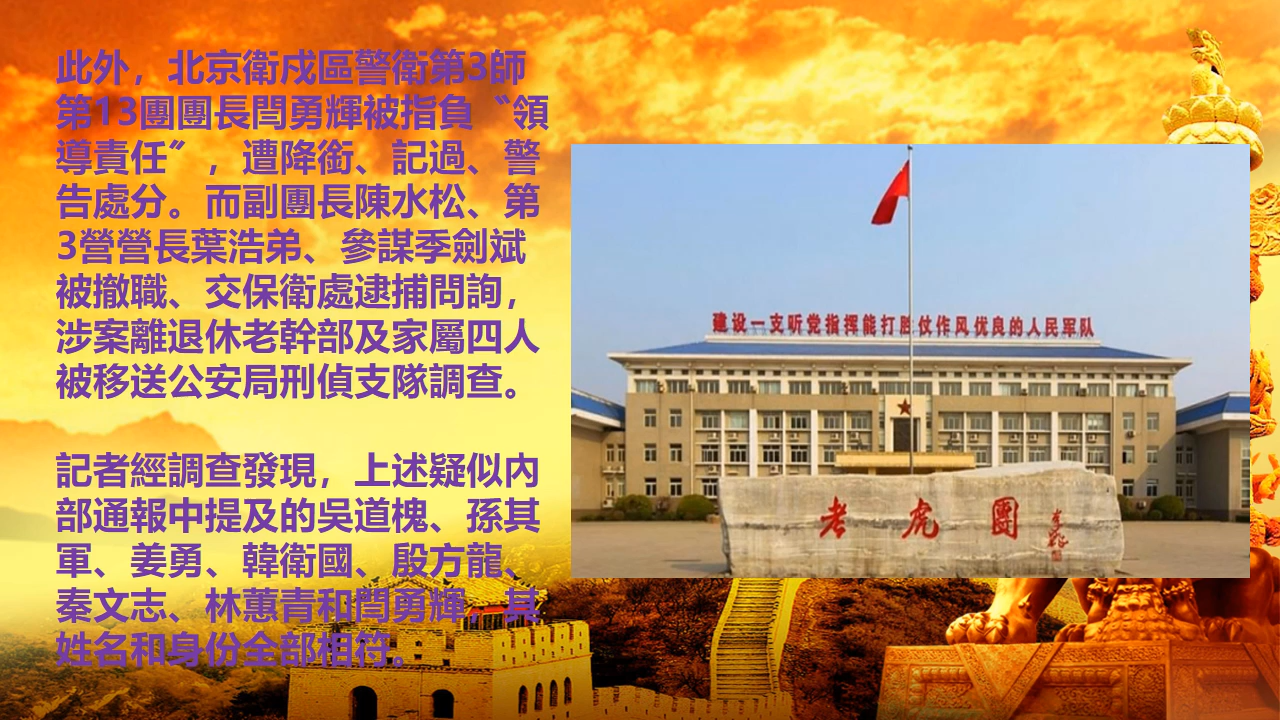 此外，北京衛戍區警衛第3師
第13團團長閆勇輝被指負〝領
導責任〞，遭降銜、記過、警
告處分。而副團長陳水松、第
3營營長葉浩弟、參謀季劍斌
被撤職、交保衛處逮捕問詢，
涉案離退休老幹部及家屬四人
被移送公安局刑偵支隊調查。
記者經調查發現，上述疑似內
部通報中提及的吳道槐、孫其
軍、姜勇、韓衛國、殷方龍、
秦文志、林蕙青和閆勇輝，其
姓名和身份全部相符。
建设一支听党指挥能打胜仗作风优良的人民军队
老虎團